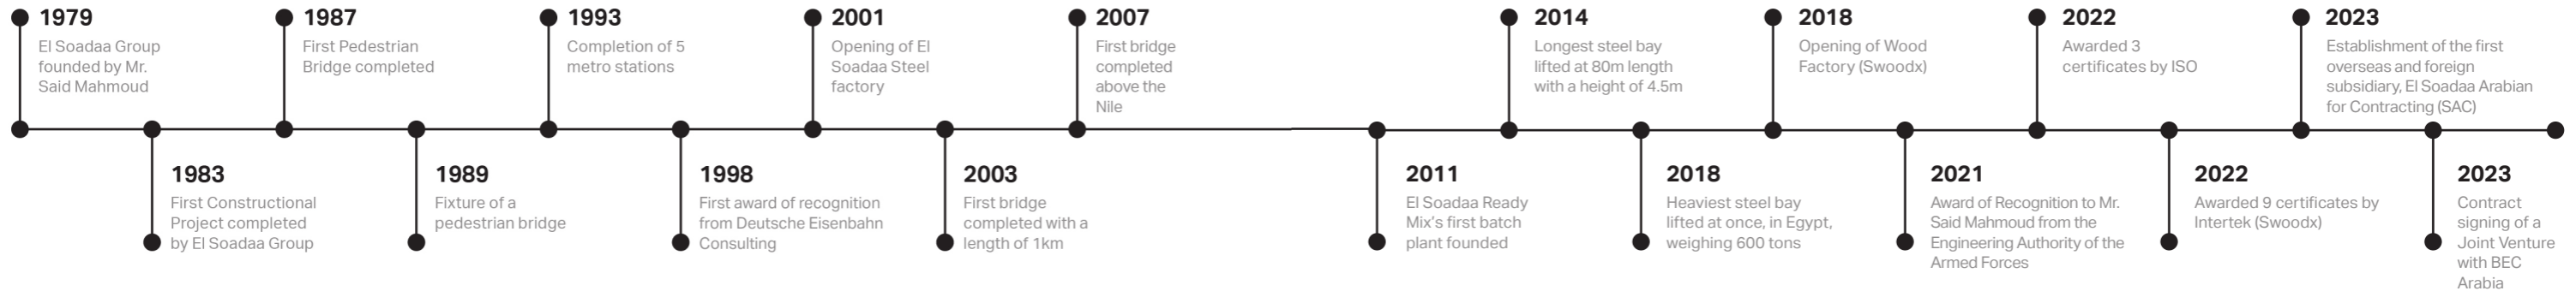 1979
El Soadaa Group
founded by Mr.
Said Mahmoud
1983
First Constructional
Project completed
by El Soadaa Group
1987
First Pedestrian
Bridge completed
1989
Fixture of a
pedestrian bridge
1993
Completion of 5
metro stations
1998
First award of recognition
from Deutsche Eisenbahn
Consulting
2001
Opening of El
Soadaa Steel
factory
2003
First bridge
completed with a
length of 1km
2007
First bridge
completed
above the
Nile
2011
El Soadaa Ready
Mix's first batch
plant founded
2014
Longest steel bay
lifted at 80m length
with a height of 4.5m
2018
Heaviest steel bay
lifted at once, in Egypt,
weighing 600 tons
2018
Opening of Wood
Factory (Swoodx)
2021
Award of Recognition to Mr.
Said Mahmoud from the
Engineering Authority of the
Armed Forces
2022
Awarded 3
certificates by ISO
2022
Awarded 9 certificates by
Intertek (Swoodx)
2023
Establishment of the first
overseas and foreign
subsidiary, El Soadaa Arabian
for Contracting (SAC)
2023
Contract
signing of a
Joint Venture
with BEC
Arabia